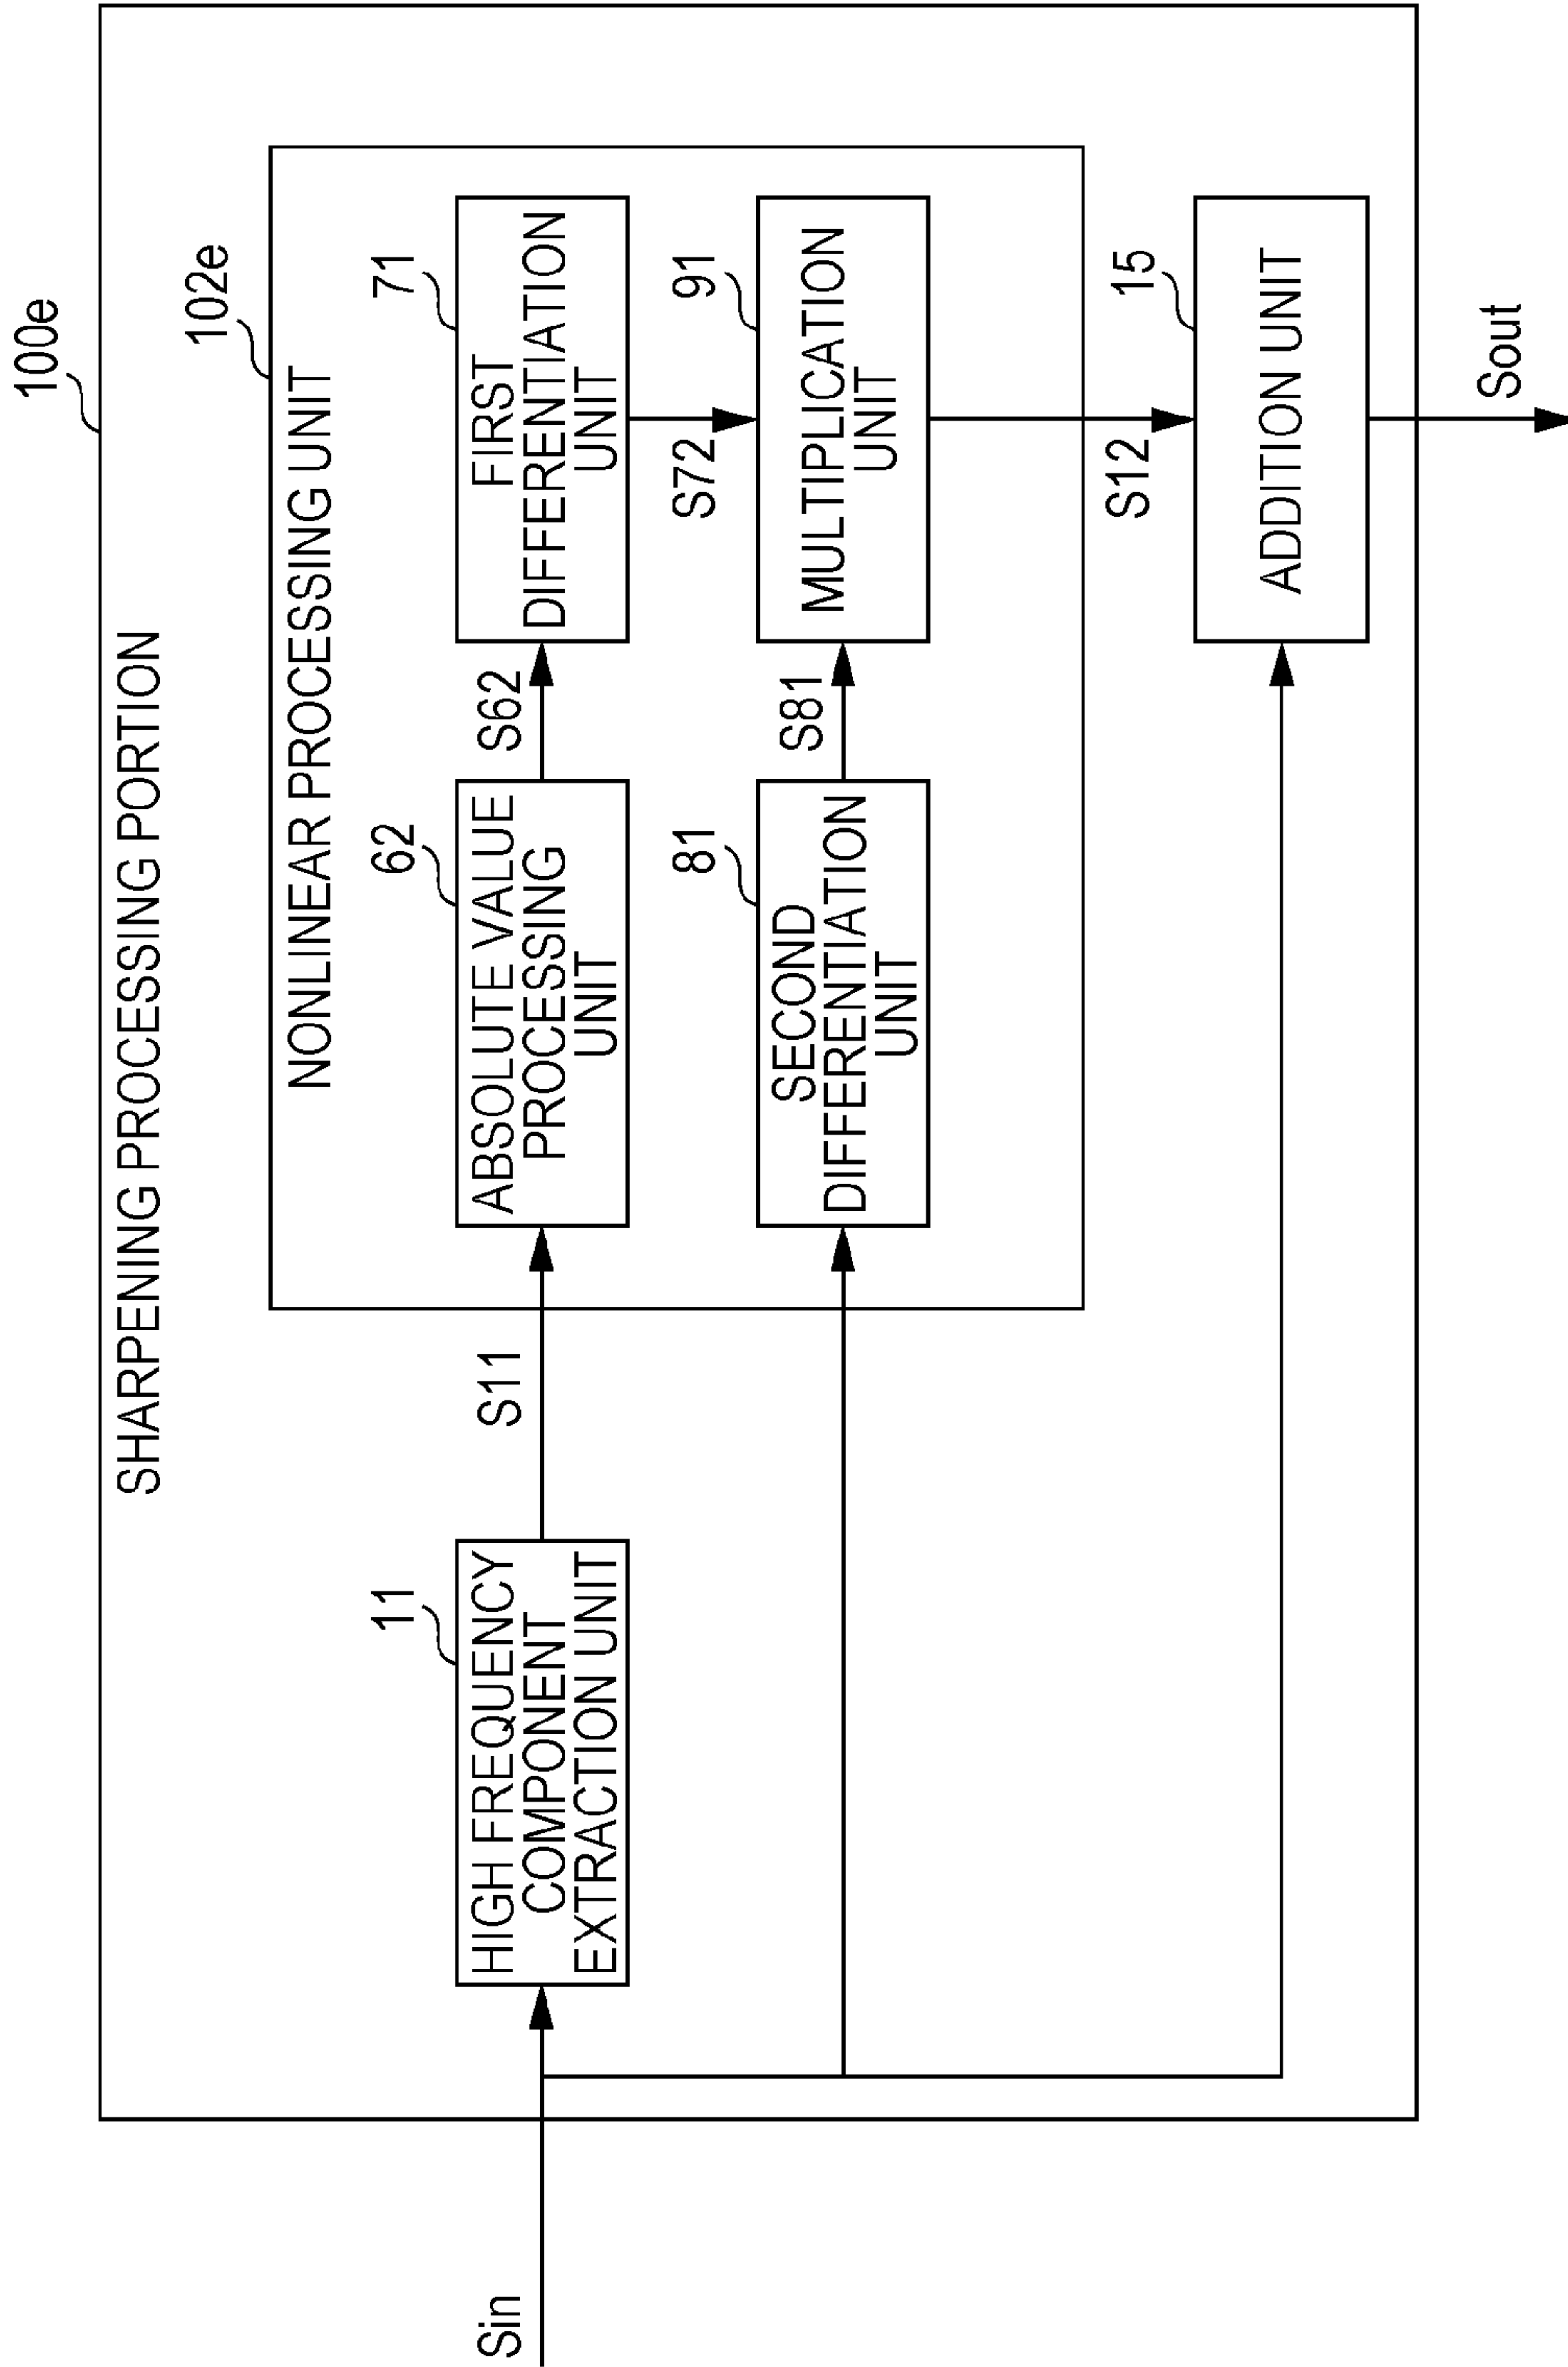 100e
SHARPENING PROCESSING PORTION
102e
NONLINEAR PROCESSING UNIT
11
HIGH FREQUENCY
COMPONENT
EXTRACTION UNIT
62
ABSOLUTE VALUE
PROCESSING
UNIT
71
FIRST
DIFFERENTIATION
UNIT
Sin
S11
S62
S72
81
SECOND
DIFFERENTIATION
UNIT
91
MULTIPLICATION
UNIT
S81
S12
15
ADDITION UNIT
Sout